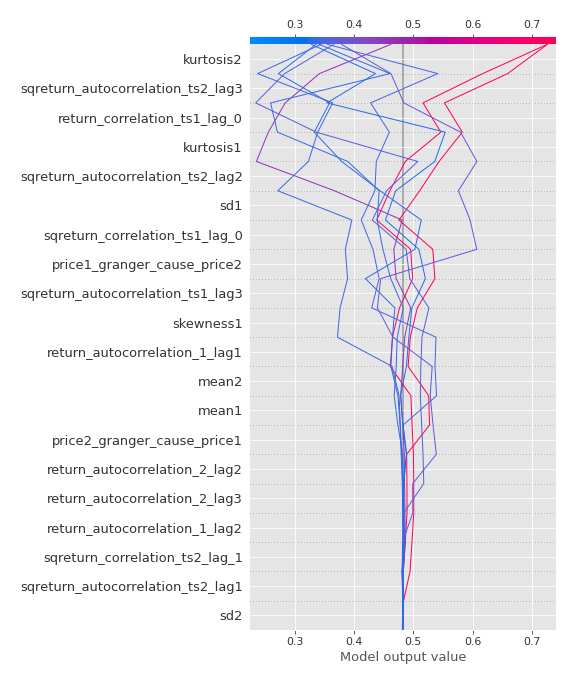 0.3 0.4 0.5 0.6 0.7
kurtosis2
sqreturn_autocorrelation_ts2_lag3
return_correlation_ts1_lag_0
kurtosis1
sqreturn_autocorrelation_ts2_lag2
sd1
sqreturn_correlation_ts1_lag_0
price1_granger_cause_price2
sqreturn_autocorrelation_ts1_lag3
skewness1
return_autocorrelation_1_lag1
mean2
mean1
price2_granger_cause_price1
return_autocorrelation_2_lag2
return_autocorrelation_2_lag3
return_autocorrelation_1_lag2
sqreturn_correlation_ts2_lag_1
sqreturn_autocorrelation_ts2_lag1
sd2
0.3 0.4 0.5 0.6 0.7
Model output value